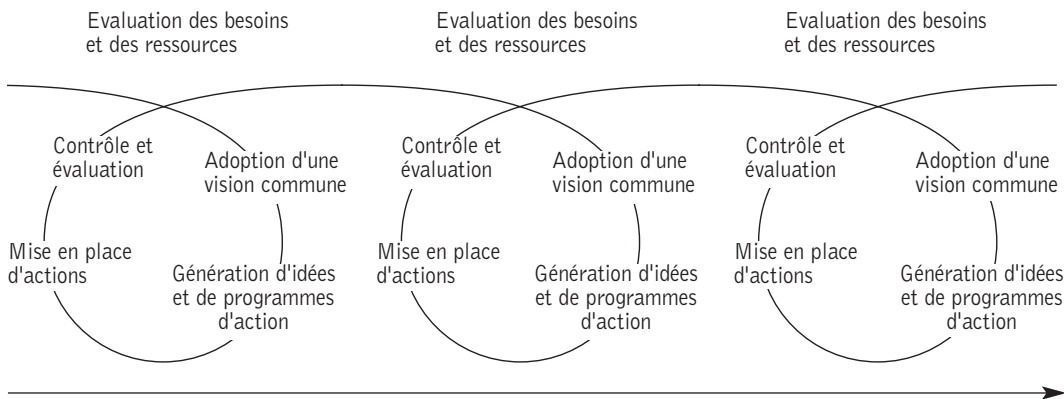 Evaluation des besoins
et des ressources
Evaluation des besoins
et des ressources
Evaluation des besoins
et des ressources
Contrôle et
évaluation
Adoption d'une
vision commune
Mise en place
d'actions
Génération d'idées
et de programmes
d'action
Contrôle et
évaluation
Adoption d'une
vision commune
Mise en place
d'actions
Génération d'idées
et de programmes
d'action
Contrôle et
évaluation
Adoption d'une
vision commune
Mise en place
d'actions
Génération d'idées
et de programmes
d'action